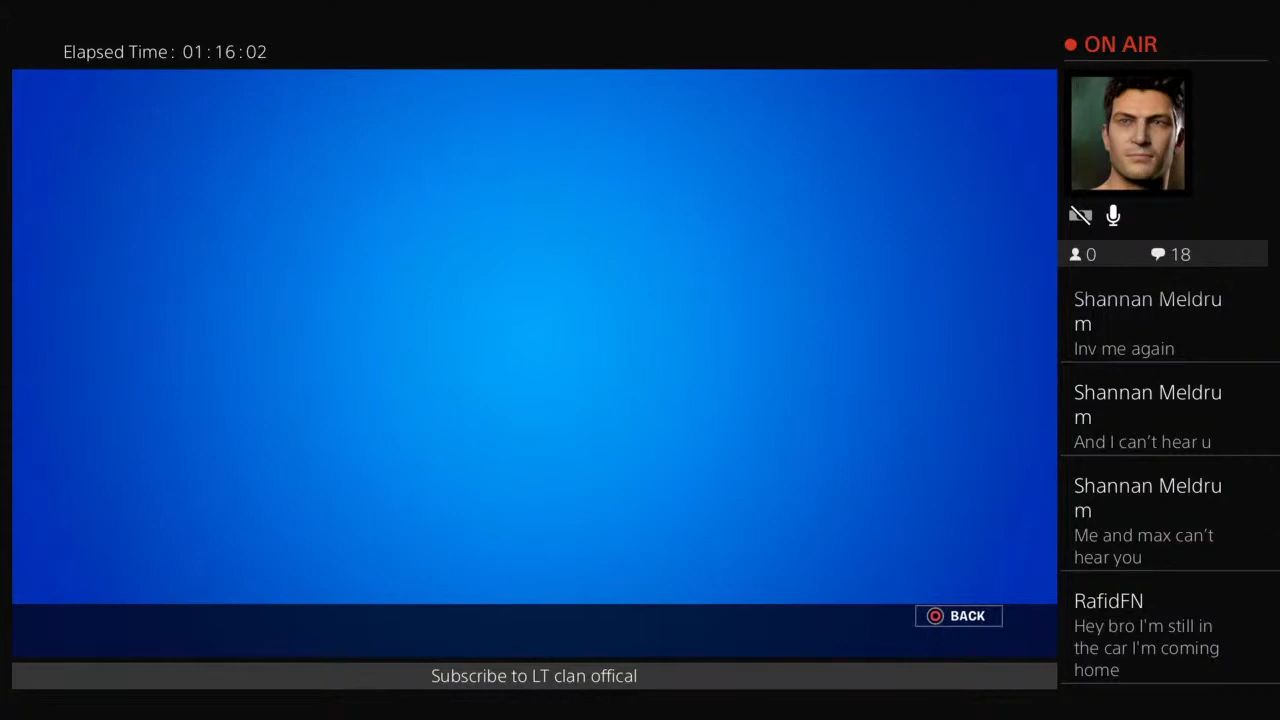 Elapsed Time: 01:16:02
ON AIR
0 18
Shannan Meldru
m
Inv me again
Shannan Meldru
m
And I can't hear u
Shannan Meldru
m
Me and max can't
hear you
RafidFN
Hey bro I'm still in
the car I'm coming
home
BACK
Subscribe to LT clan offical